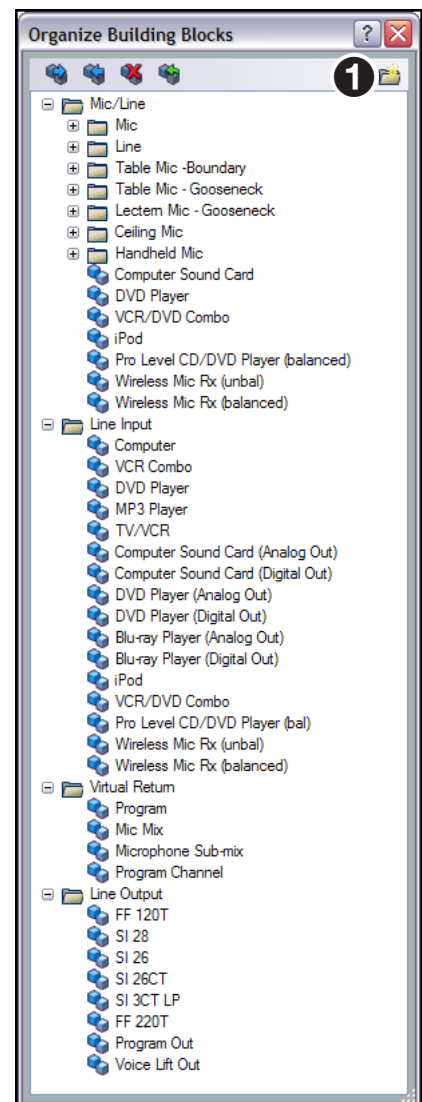 Organize Building Blocks ?
1
Mic/Line
Mic
Line
Table Mic -Boundary
Table Mic - Gooseneck
Lectern Mic - Gooseneck
Ceiling Mic
Handheld Mic
Computer Sound Card
DVD Player
VCR/DVD Combo
iPod
Pro Level CD/DVD Player (balanced)
Wireless Mic Rx (unbal)
Wireless Mic Rx (balanced)
Line Input
Computer
VCR Combo
DVD Player
MP3 Player
TV/VCR
Computer Sound Card (Analog Out)
Computer Sound Card (Digital Out)
DVD Player (Analog Out)
DVD Player (Digital Out)
Blu-ray Player (Analog Out)
Blu-ray Player (Digital Out)
iPod
VCR/DVD Combo
Pro Level CD/DVD Player (bal)
Wireless Mic Rx (unbal)
Wireless Mic Rx (balanced)
Virtual Return
Program
Mic Mix
Microphone Sub-mix
Program Channel
Line Output
FF 120T
SI 28
SI 26
SI 26CT
SI 3CT LP
FF 220T
Program Out
Voice Lift Out